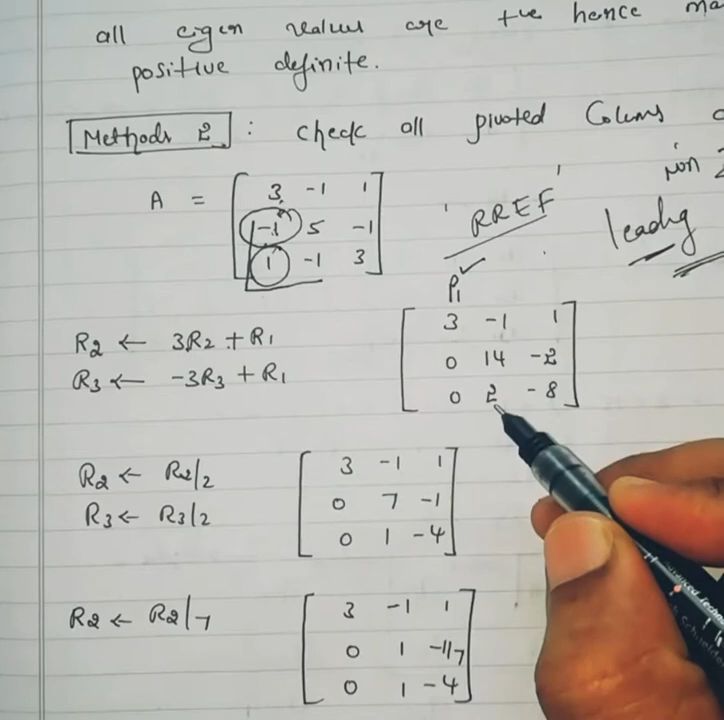 all eigen values are +ve hence
positive definite.
Methods 2 : check all pivoted Colums
A = [ 3 -1 1
-1 5 -1
1 -1 3 ]
' RREF '
non
leading
P1 ✓
R2 ← 3R2 + R1
R3 ← -3R3 + R1
[ 3 -1 1
0 14 -2
0 2 -8 ]
R2 ← R2/2
R3 ← R3/2
[ 3 -1 1
0 7 -1
0 1 -4 ]
R2 ← R2/7
[ 3 -1 1
0 1 -1/7
0 1 -4 ]